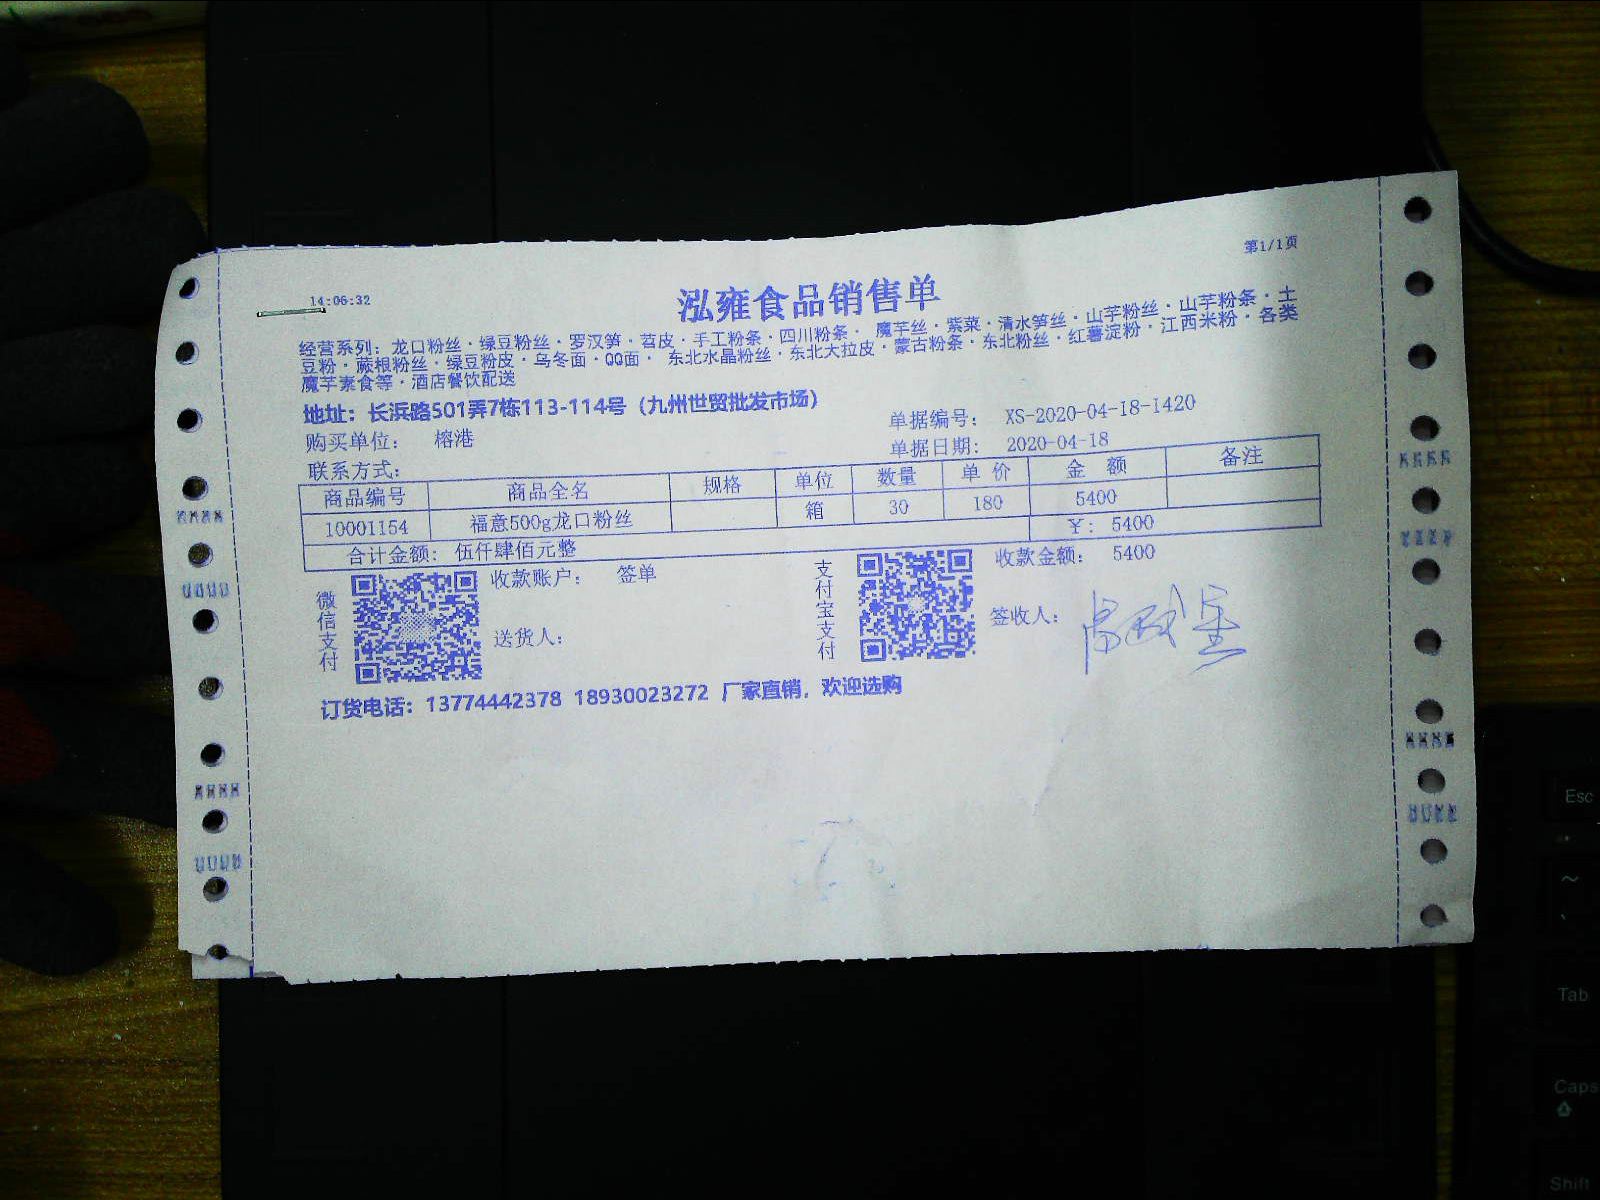 第1/1页
14:06:32
泓雍食品销售单
经营系列：龙口粉丝·绿豆粉丝·罗汉笋·苕皮·手工粉条·四川粉条· 魔芋丝·紫菜·清水笋丝·山芋粉丝·山芋粉条·土
豆粉·蕨根粉丝·绿豆粉皮·乌冬面·QQ面· 东北水晶粉丝·东北大拉皮·蒙古粉条·东北粉丝·红薯淀粉·江西米粉·各类
魔芋素食等·酒店餐饮配送
地址：长浜路501弄7栋113-114号（九州世贸批发市场）
单据编号： XS-2020-04-18-1420
购买单位： 榕港
单据日期： 2020-04-18
联系方式：
商品编号 商品全名 规格 单位 数量 单价 金额 备注
10001154 福意500g龙口粉丝 箱 30 180 5400
合计金额： 伍仟肆佰元整 ￥： 5400
微信支付 收款账户： 签单 支付宝支付 收款金额： 5400
送货人： 签收人：
订货电话：13774442378 18930023272 厂家直销，欢迎选购
Esc
~
Tab
Caps
Shift